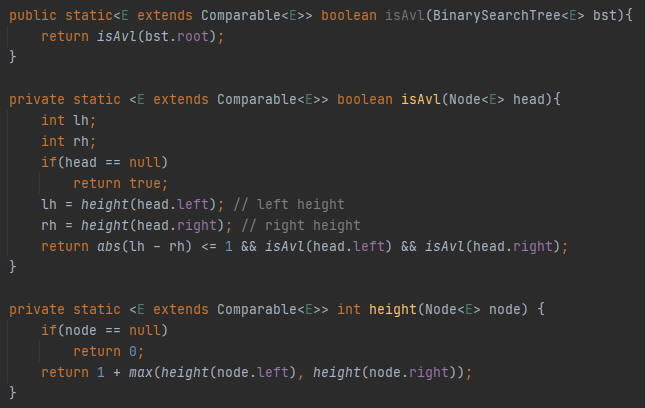 public static<E extends Comparable<E>> boolean isAvl(BinarySearchTree<E> bst){
    return isAvl(bst.root);
}

private static <E extends Comparable<E>> boolean isAvl(Node<E> head){
    int lh;
    int rh;
    if(head == null)
        return true;
    lh = height(head.left); // left height
    rh = height(head.right); // right height
    return abs(lh - rh) <= 1 && isAvl(head.left) && isAvl(head.right);
}

private static <E extends Comparable<E>> int height(Node<E> node) {
    if(node == null)
        return 0;
    return 1 + max(height(node.left), height(node.right));
}